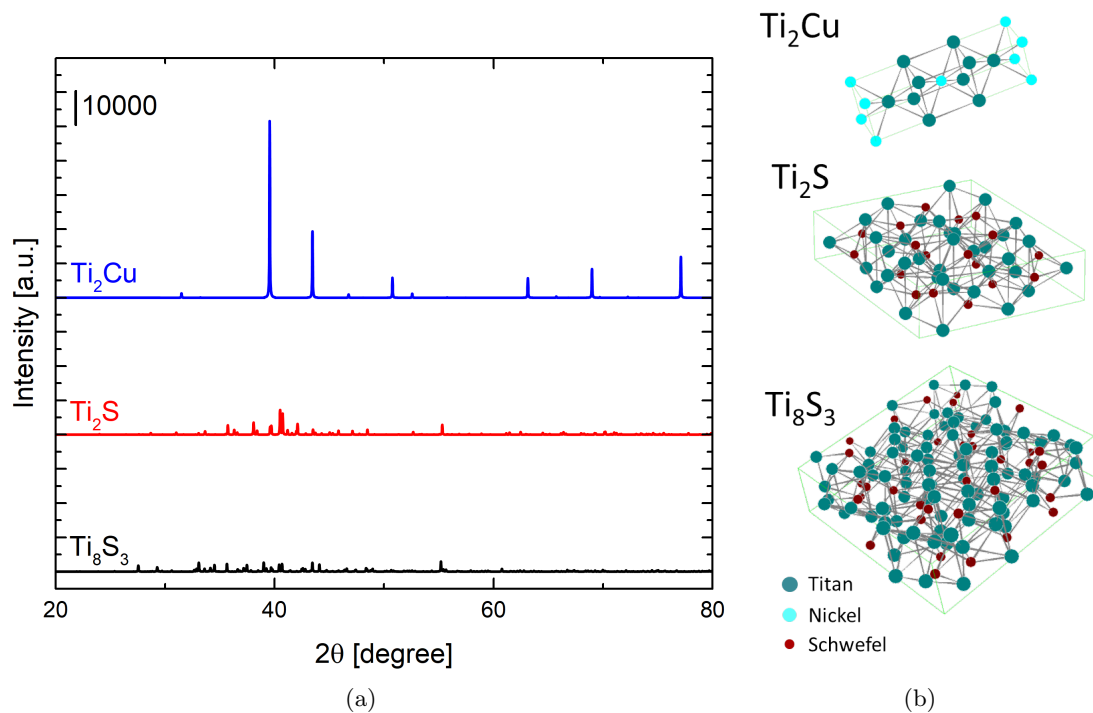 10000
Ti₂Cu
Ti₂S
Ti₈S₃
Intensity [a.u.]
20
40
60
80
2θ [degree]
(a)
Ti₂Cu
Ti₂S
Ti₈S₃
Titan
Nickel
Schwefel
(b)